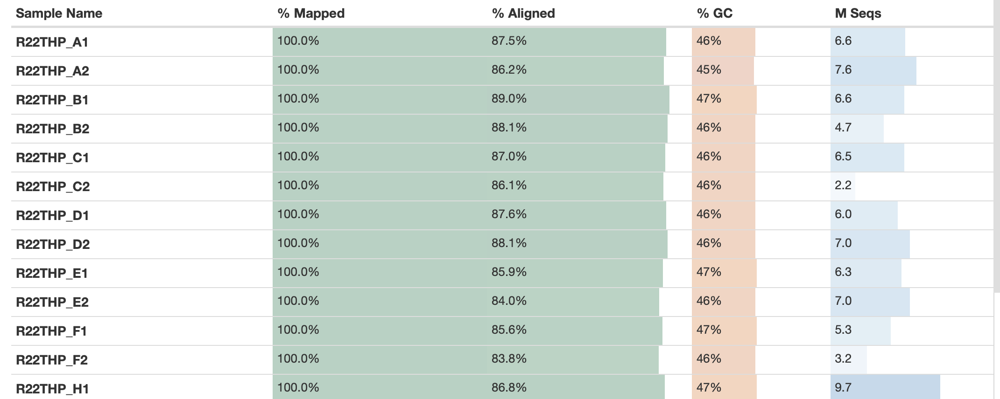 Sample Name % Mapped % Aligned % GC M Seqs
R22THP_A1 100.0% 87.5% 46% 6.6
R22THP_A2 100.0% 86.2% 45% 7.6
R22THP_B1 100.0% 89.0% 47% 6.6
R22THP_B2 100.0% 88.1% 46% 4.7
R22THP_C1 100.0% 87.0% 46% 6.5
R22THP_C2 100.0% 86.1% 46% 2.2
R22THP_D1 100.0% 87.6% 46% 6.0
R22THP_D2 100.0% 88.1% 46% 7.0
R22THP_E1 100.0% 85.9% 47% 6.3
R22THP_E2 100.0% 84.0% 46% 7.0
R22THP_F1 100.0% 85.6% 47% 5.3
R22THP_F2 100.0% 83.8% 46% 3.2
R22THP_H1 100.0% 86.8% 47% 9.7